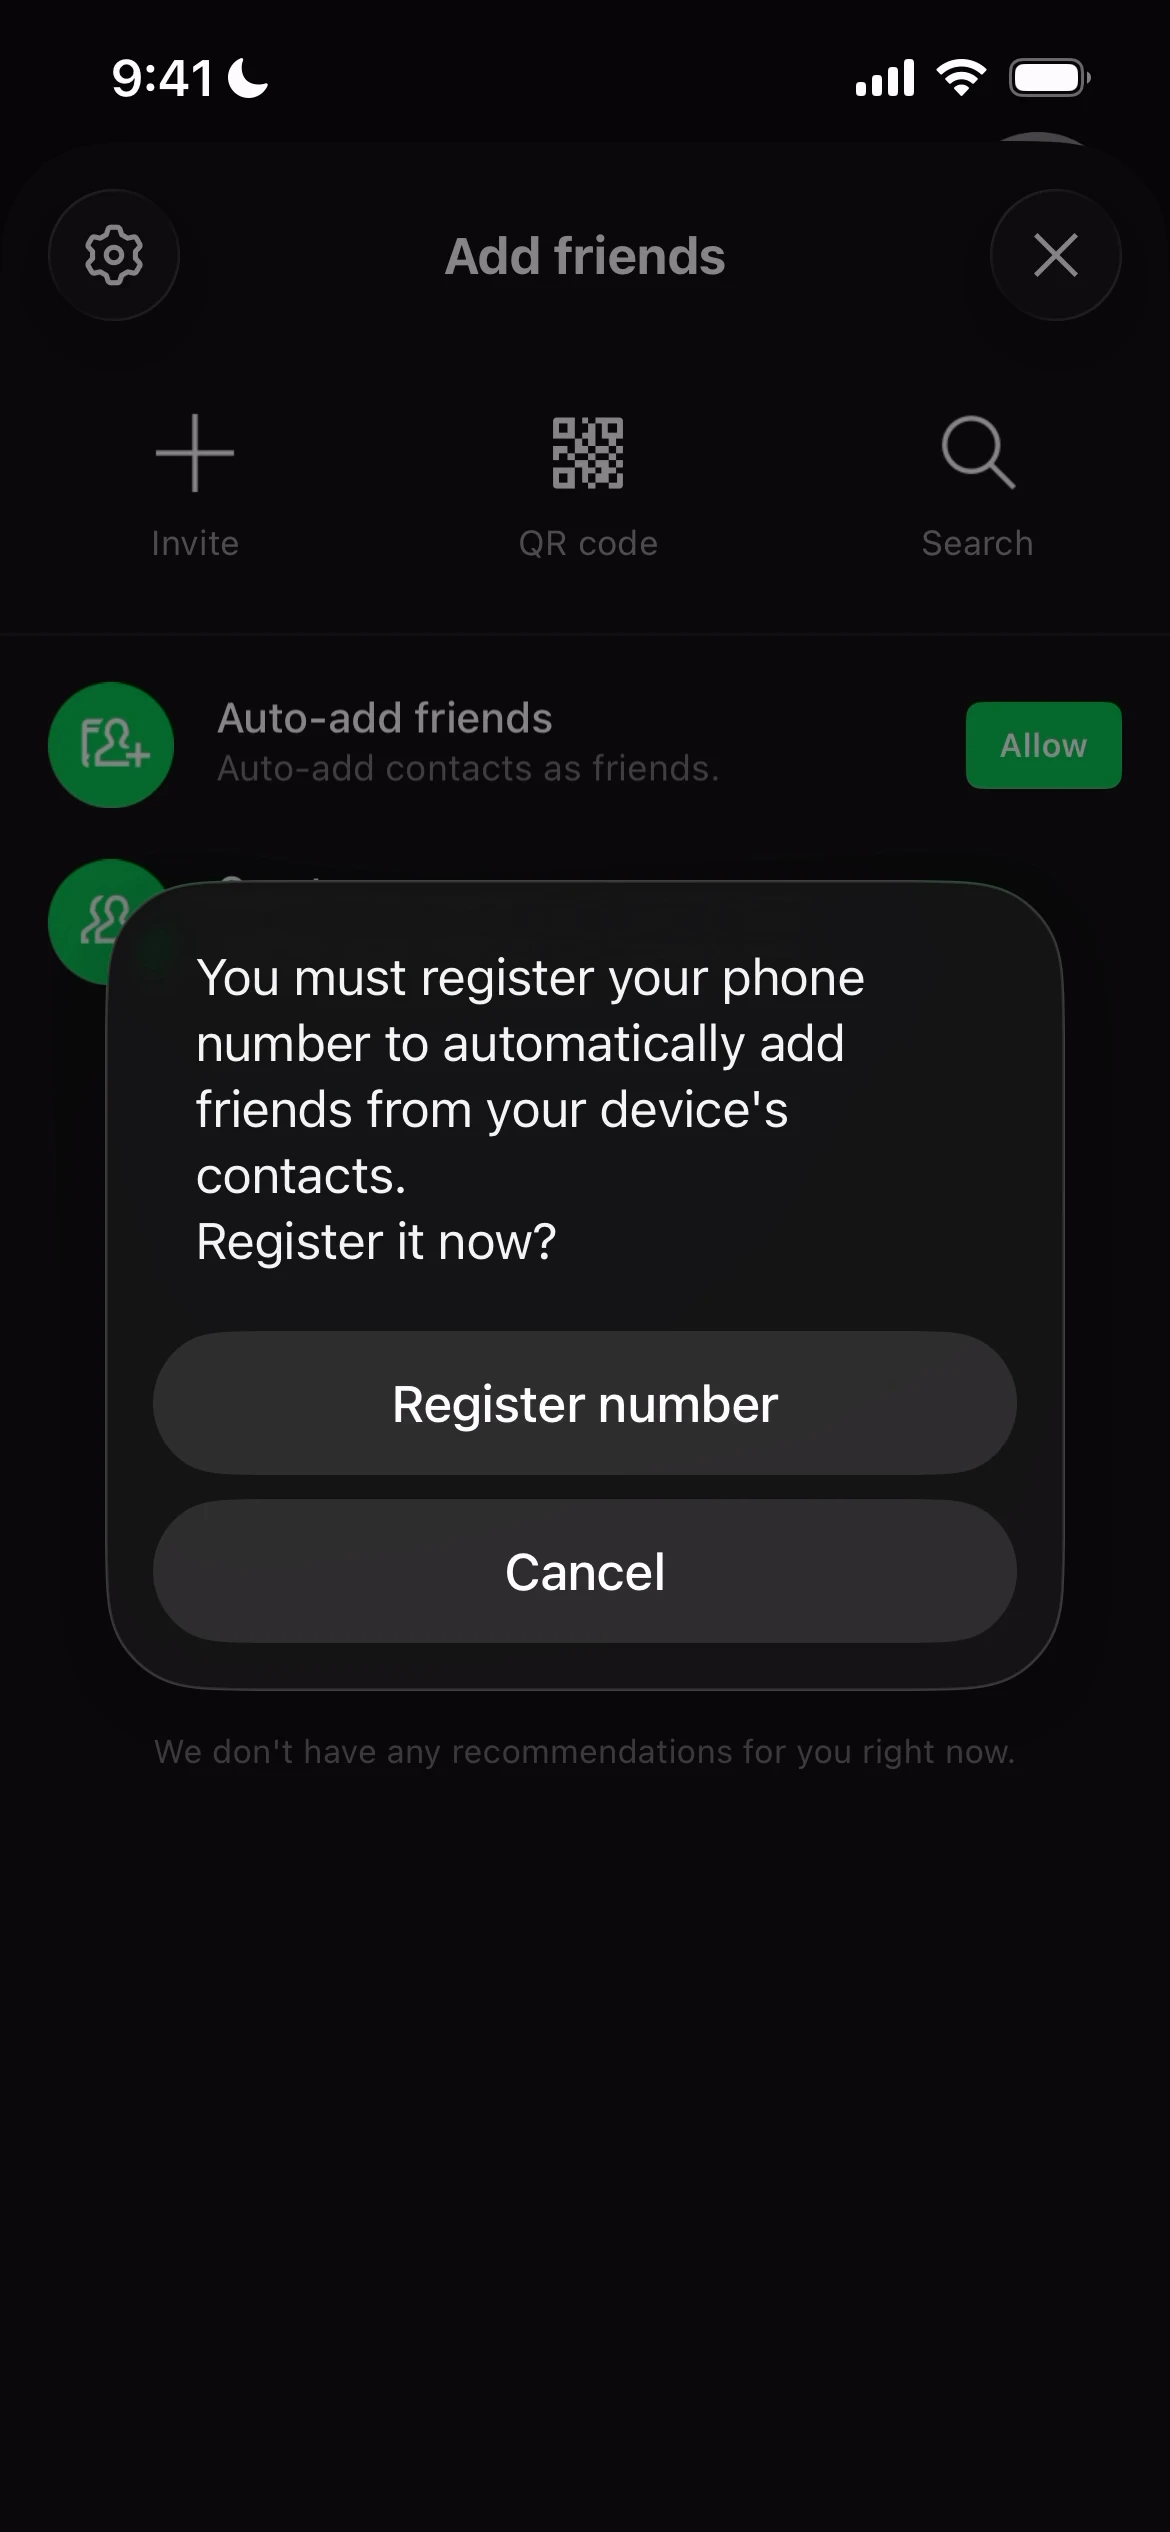 9:41
Add friends
Invite
QR code
Search
Auto-add friends
Auto-add contacts as friends.
Allow
You must register your phone
number to automatically add
friends from your device's
contacts.
Register it now?
Register number
Cancel
We don't have any recommendations for you right now.